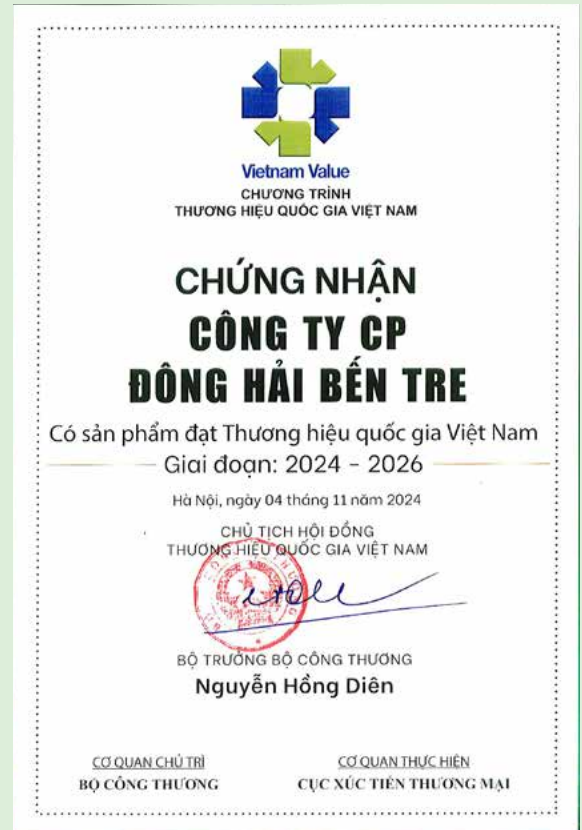 Vietnam Value
CHƯƠNG TRÌNH
THƯƠNG HIỆU QUỐC GIA VIỆT NAM
CHỨNG NHẬN
CÔNG TY CP
ĐÔNG HẢI BẾN TRE
Có sản phẩm đạt Thương hiệu quốc gia Việt Nam
Giai đoạn: 2024 - 2026
Hà Nội, ngày 04 tháng 11 năm 2024
CHỦ TỊCH HỘI ĐỒNG
THƯƠNG HIỆU QUỐC GIA VIỆT NAM
BỘ TRƯỞNG BỘ CÔNG THƯƠNG
Nguyễn Hồng Diên
CƠ QUAN CHỦ TRÌ
BỘ CÔNG THƯƠNG
CƠ QUAN THỰC HIỆN
CỤC XÚC TIẾN THƯƠNG MẠI